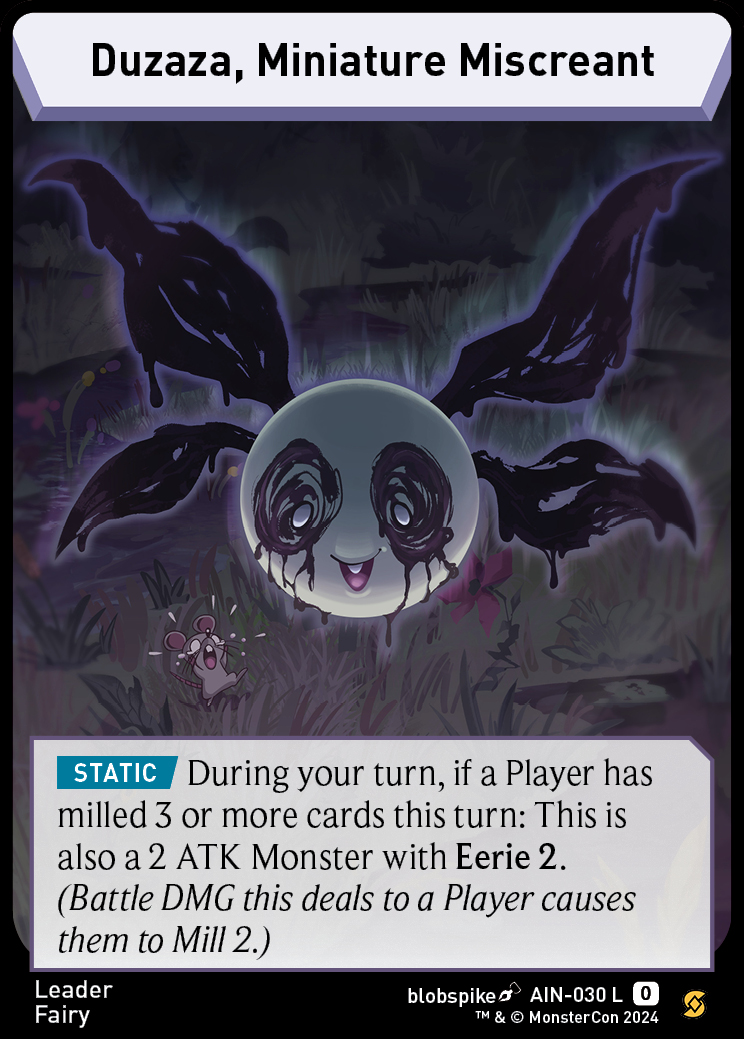 Duzaza, Miniature Miscreant
STATIC During your turn, if a Player has
milled 3 or more cards this turn: This is
also a 2 ATK Monster with Eerie 2.
(Battle DMG this deals to a Player causes
them to Mill 2.)
Leader
Fairy
blobspike AIN-030 L 0
™ & © MonsterCon 2024